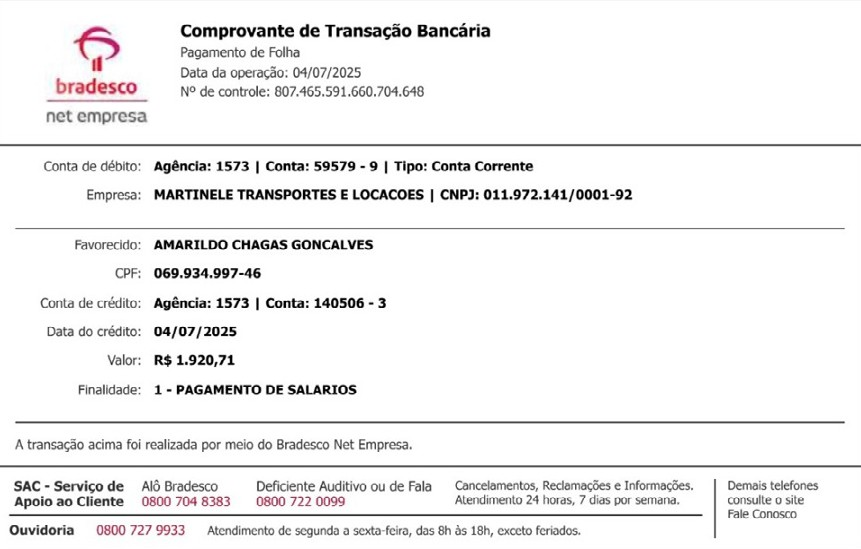 bradesco
net empresa
Comprovante de Transação Bancária
Pagamento de Folha
Data da operação: 04/07/2025
Nº de controle: 807.465.591.660.704.648
Conta de débito: Agência: 1573 | Conta: 59579 - 9 | Tipo: Conta Corrente
Empresa: MARTINELE TRANSPORTES E LOCACOES | CNPJ: 011.972.141/0001-92
Favorecido: AMARILDO CHAGAS GONCALVES
CPF: 069.934.997-46
Conta de crédito: Agência: 1573 | Conta: 140506 - 3
Data do crédito: 04/07/2025
Valor: R$ 1.920,71
Finalidade: 1 - PAGAMENTO DE SALARIOS
A transação acima foi realizada por meio do Bradesco Net Empresa.
SAC - Serviço de Apoio ao Cliente
Alô Bradesco
0800 704 8383
Deficiente Auditivo ou de Fala
0800 722 0099
Cancelamentos, Reclamações e Informações.
Atendimento 24 horas, 7 dias por semana.
Demais telefones
consulte o site
Fale Conosco
Ouvidoria 0800 727 9933 Atendimento de segunda a sexta-feira, das 8h às 18h, exceto feriados.